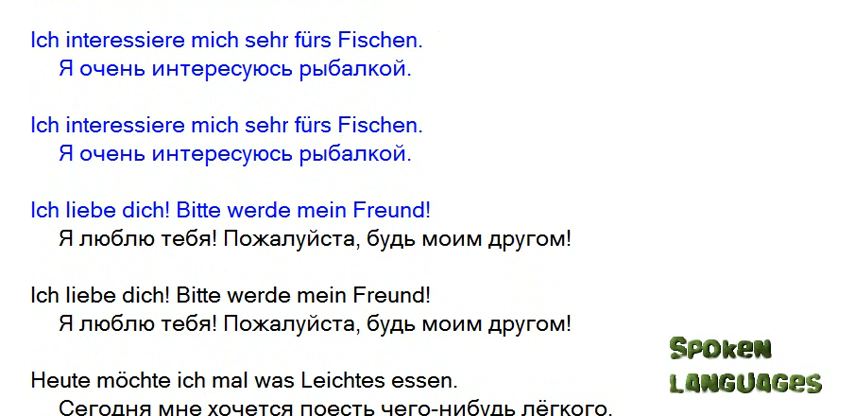 Ich interessiere mich sehr fürs Fischen.
Я очень интересуюсь рыбалкой.
Ich interessiere mich sehr fürs Fischen.
Я очень интересуюсь рыбалкой.
Ich liebe dich! Bitte werde mein Freund!
Я люблю тебя! Пожалуйста, будь моим другом!
Ich liebe dich! Bitte werde mein Freund!
Я люблю тебя! Пожалуйста, будь моим другом!
Heute möchte ich mal was Leichtes essen.
Сегодня мне хочется поесть чего-нибудь лёгкого.
Spoken
Languages